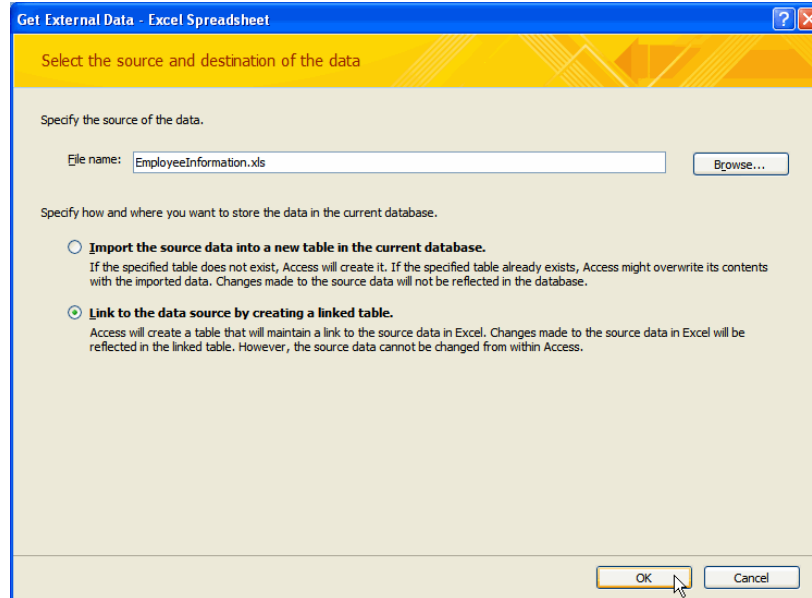 Get External Data - Excel Spreadsheet
Select the source and destination of the data
Specify the source of the data.
File name: EmployeeInformation.xls Browse...
Specify how and where you want to store the data in the current database.
Import the source data into a new table in the current database.
If the specified table does not exist, Access will create it. If the specified table already exists, Access might overwrite its contents
with the imported data. Changes made to the source data will not be reflected in the database.
Link to the data source by creating a linked table.
Access will create a table that will maintain a link to the source data in Excel. Changes made to the source data in Excel will be
reflected in the linked table. However, the source data cannot be changed from within Access.
OK Cancel